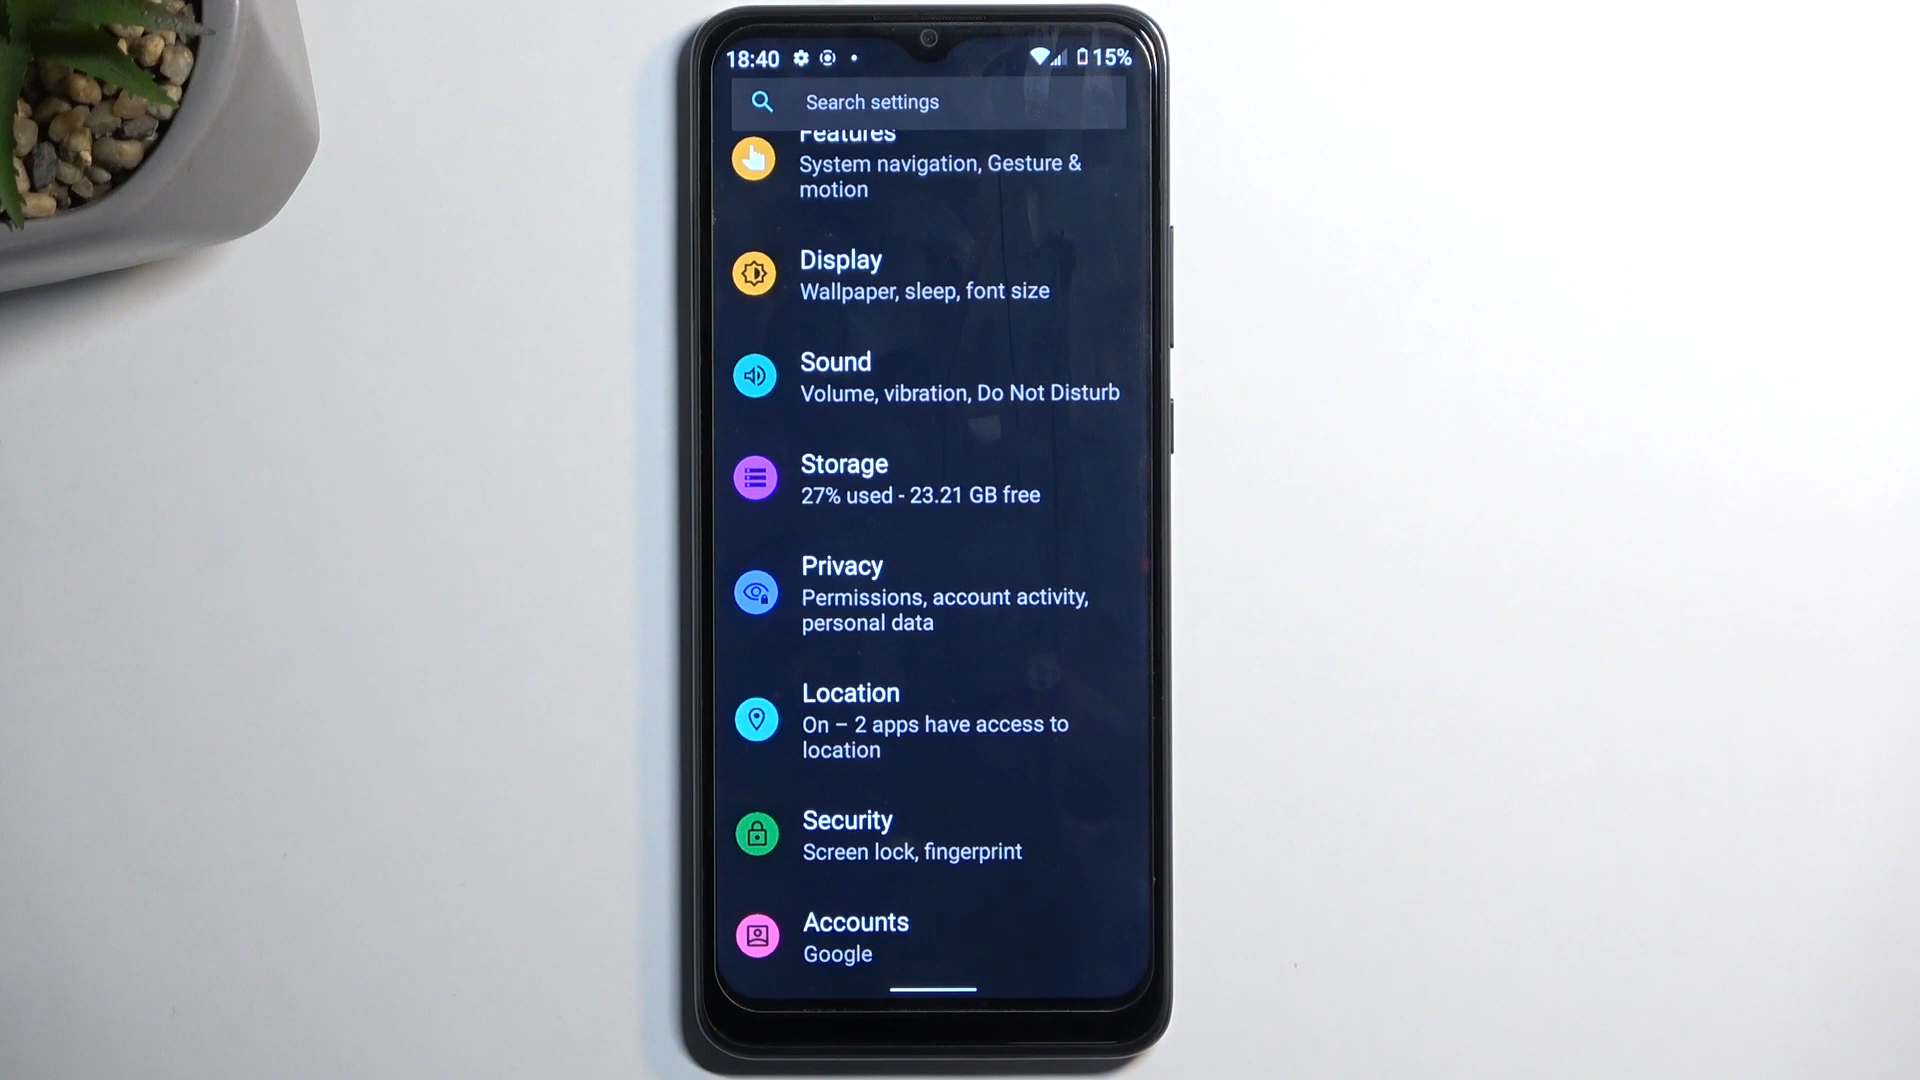 18:40
15%
Search settings
Features
System navigation, Gesture &
motion
Display
Wallpaper, sleep, font size
Sound
Volume, vibration, Do Not Disturb
Storage
27% used - 23.21 GB free
Privacy
Permissions, account activity,
personal data
Location
On – 2 apps have access to
location
Security
Screen lock, fingerprint
Accounts
Google